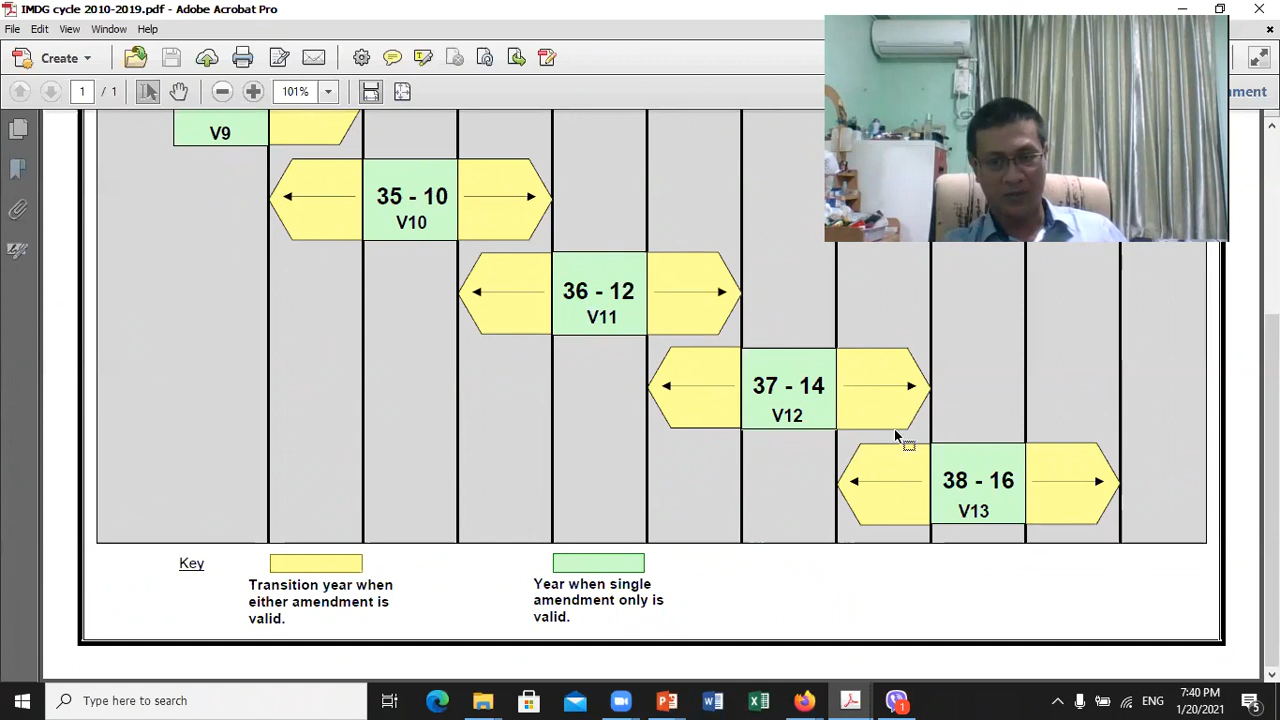 IMDG cycle 2010-2019.pdf - Adobe Acrobat Pro
File Edit View Window Help
Create
1 / 1 101%
V9
35 - 10
V10
36 - 12
V11
37 - 14
V12
38 - 16
V13
Key
Transition year when
either amendment is
valid.
Year when single
amendment only is
valid.
Type here to search
1
ENG
7:40 PM
1/20/2021
5